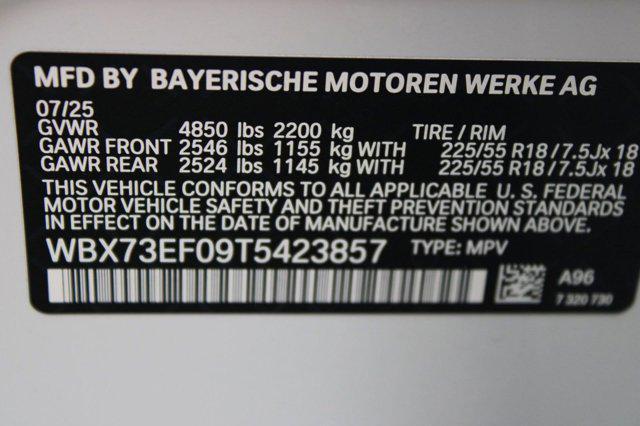 MFD BY BAYERISCHE MOTOREN WERKE AG
07/25
GVWR 4850 lbs 2200 kg TIRE / RIM
GAWR FRONT 2546 lbs 1155 kg WITH 225/55 R18 / 7.5Jx 18
GAWR REAR 2524 lbs 1145 kg WITH 225/55 R18 / 7.5Jx 18
THIS VEHICLE CONFORMS TO ALL APPLICABLE U. S. FEDERAL
MOTOR VEHICLE SAFETY AND THEFT PREVENTION STANDARDS
IN EFFECT ON THE DATE OF MANUFACTURE SHOWN ABOVE.
WBX73EF09T5423857 TYPE: MPV
A96
7 320 730